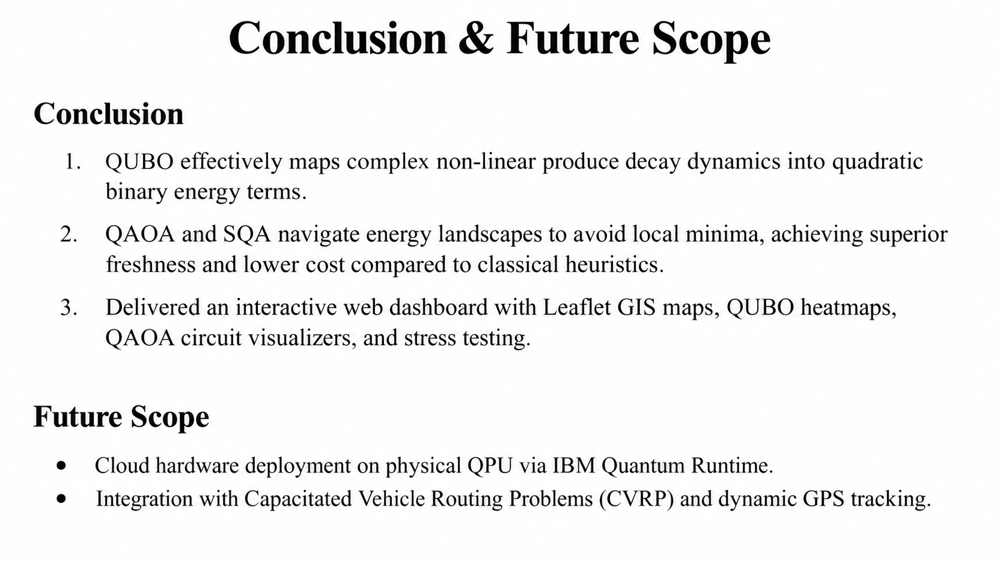 Conclusion & Future Scope
Conclusion
1. QUBO effectively maps complex non-linear produce decay dynamics into quadratic
binary energy terms.
2. QAOA and SQA navigate energy landscapes to avoid local minima, achieving superior
freshness and lower cost compared to classical heuristics.
3. Delivered an interactive web dashboard with Leaflet GIS maps, QUBO heatmaps,
QAOA circuit visualizers, and stress testing.
Future Scope
● Cloud hardware deployment on physical QPU via IBM Quantum Runtime.
● Integration with Capacitated Vehicle Routing Problems (CVRP) and dynamic GPS tracking.